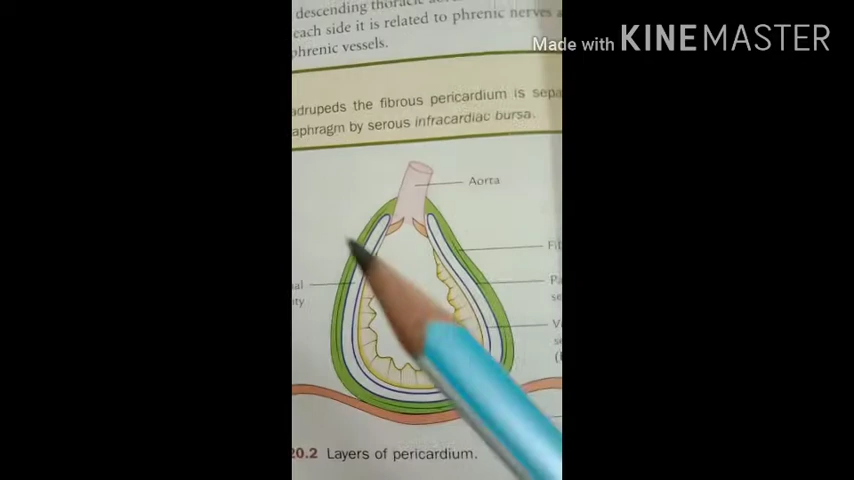 descending thoracic
each side it is related to phrenic nerves
phrenic vessels.
Made with KINEMASTER
adrupeds the fibrous pericardium is sepa
aphragm by serous infracardiac bursa.
Aorta
Fi
al
ity
Pa
se
Vi
se
(
20.2 Layers of pericardium.